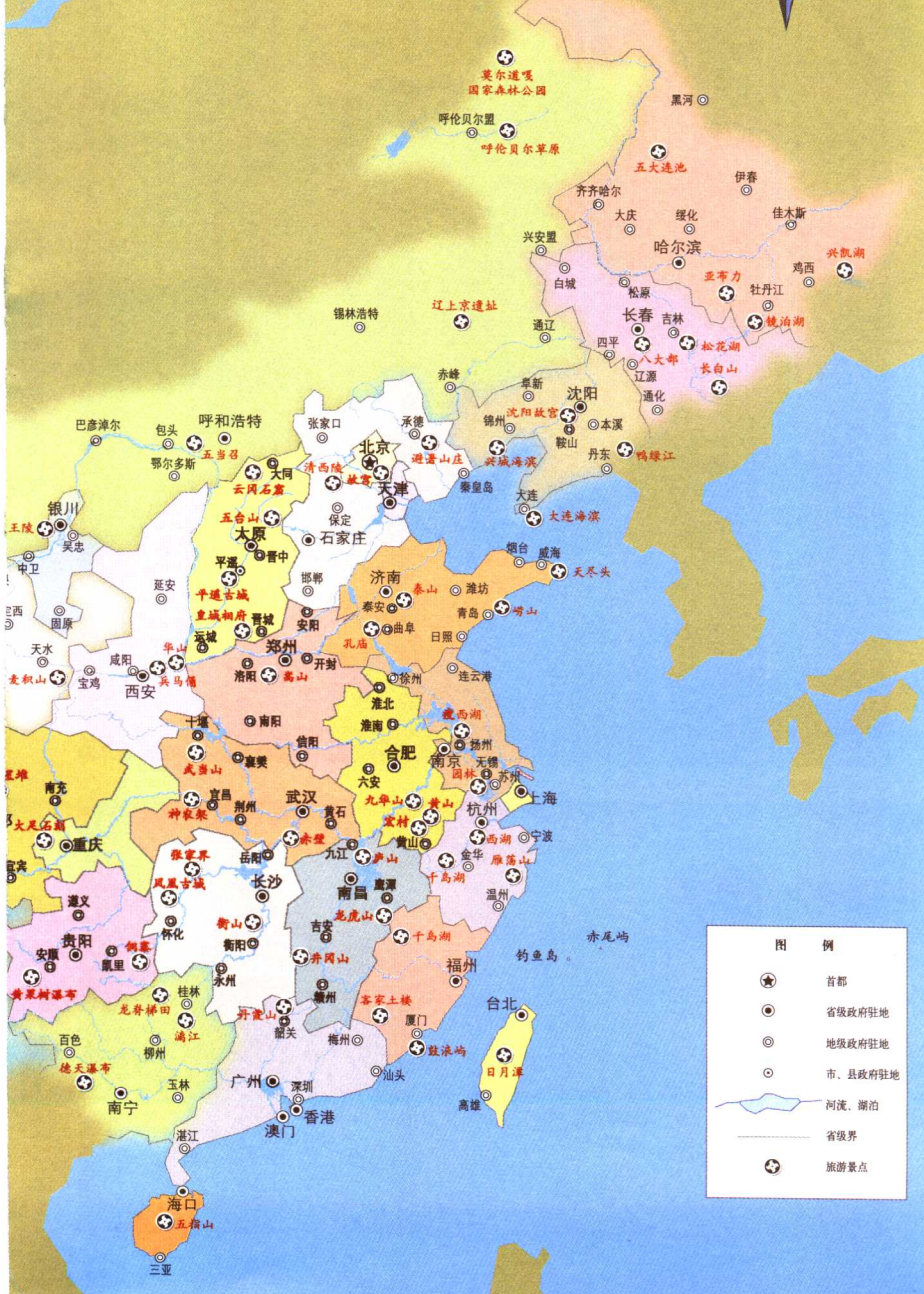 莫尔道嘎
国家森林公园
黑河
呼伦贝尔盟
呼伦贝尔草原
五大连池
伊春
齐齐哈尔
大庆
绥化
佳木斯
兴安盟
哈尔滨
兴凯湖
白城
松原
亚布力
鸡西
牡丹江
锡林浩特
辽上京遗址
通辽
长春
吉林
镜泊湖
四平
八大部
松花湖
辽源
长白山
赤峰
阜新
沈阳
通化
巴彦淖尔
包头
呼和浩特
张家口
承德
锦州
沈阳故宫
本溪
五当召
北京
避暑山庄
兴城海滨
鞍山
鸭绿江
鄂尔多斯
大同
清西陵
故宫
丹东
云冈石窟
天津
秦皇岛
大连
银川
王陵
五台山
保定
大连海滨
吴忠
太原
石家庄
中卫
晋中
平遥
烟台
威海
天尽头
延安
平遥古城
邯郸
济南
泰山
潍坊
定西
固原
皇城相府
安阳
泰安
青岛
崂山
运城
晋城
孔庙
曲阜
日照
天水
咸阳
华山
郑州
开封
麦积山
宝鸡
西安
兵马俑
洛阳
嵩山
徐州
连云港
淮北
十堰
南阳
淮南
瘦西湖
扬州
武当山
襄樊
信阳
合肥
南京
无锡
六安
园林
苏州
南充
宜昌
荆州
武汉
黄石
九华山
黄山
杭州
上海
神农架
宏村
大足石刻
重庆
赤壁
黄山
西湖
宁波
宜宾
张家界
岳阳
九江
庐山
金华
雁荡山
千岛湖
凤凰古城
长沙
南昌
鹰潭
温州
遵义
衡山
吉安
龙虎山
怀化
贵阳
衡阳
千岛湖
赤尾屿
安顺
凯里
侗寨
井冈山
福州
钓鱼岛
黄果树瀑布
永州
赣州
龙脊梯田
桂林
丹霞山
客家土楼
台北
漓江
韶关
厦门
百色
柳州
梅州
鼓浪屿
德天瀑布
汕头
日月潭
玉林
广州
深圳
南宁
香港
高雄
澳门
湛江
海口
五指山
三亚
图 例
首都
省级政府驻地
地级政府驻地
市、县政府驻地
河流、湖泊
省级界
旅游景点